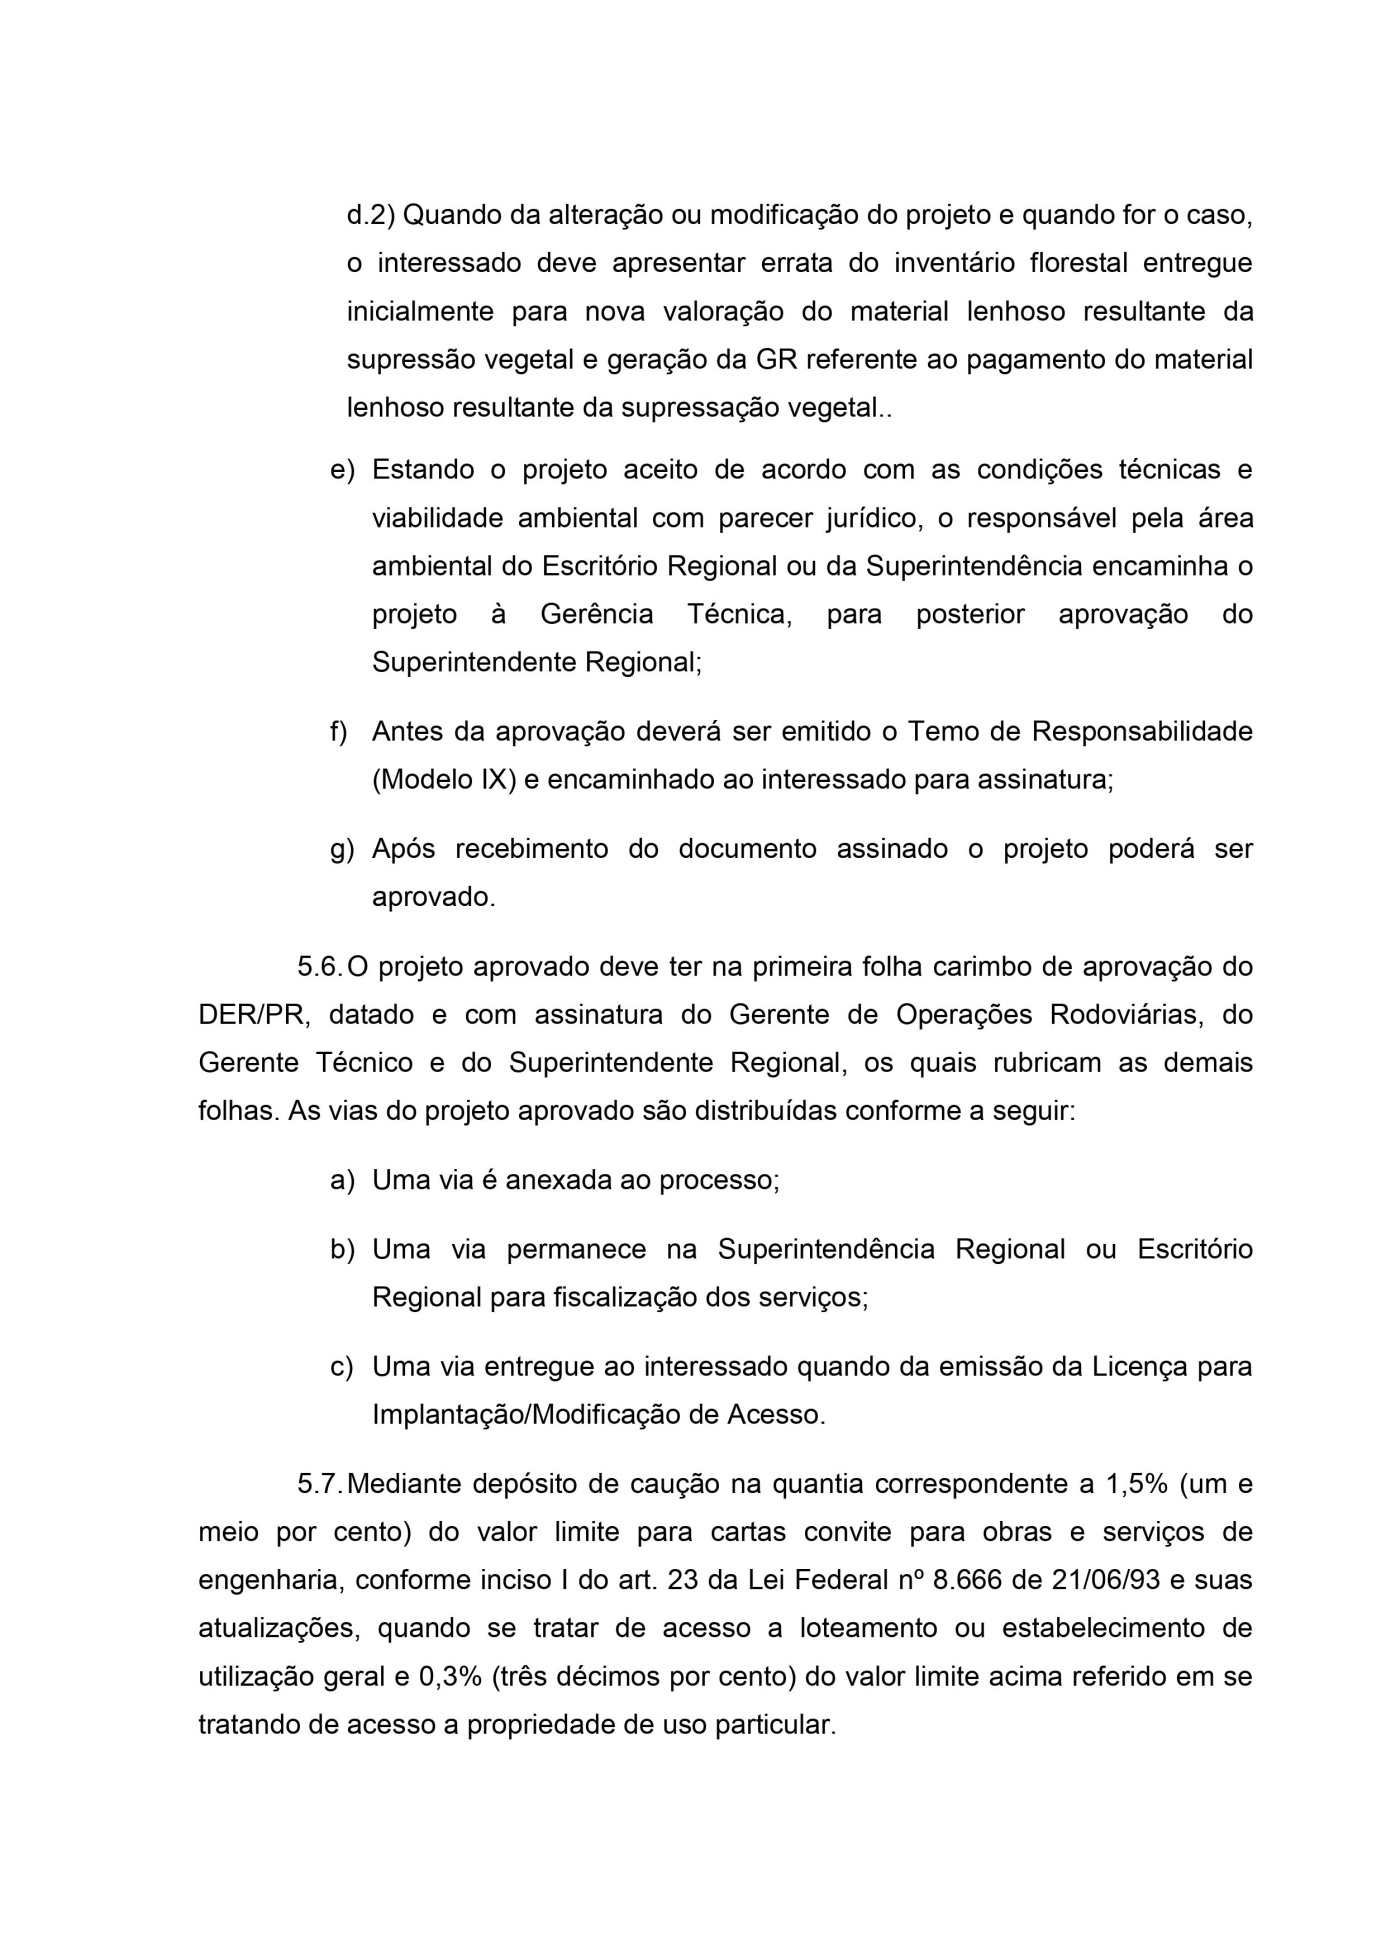 d.2) Quando da alteração ou modificação do projeto e quando for o caso,
o interessado deve apresentar errata do inventário florestal entregue
inicialmente para nova valoração do material lenhoso resultante da
supressão vegetal e geração da GR referente ao pagamento do material
lenhoso resultante da supressação vegetal..
e) Estando o projeto aceito de acordo com as condições técnicas e
viabilidade ambiental com parecer jurídico, o responsável pela área
ambiental do Escritório Regional ou da Superintendência encaminha o
projeto à Gerência Técnica, para posterior aprovação do
Superintendente Regional;
f) Antes da aprovação deverá ser emitido o Temo de Responsabilidade
(Modelo IX) e encaminhado ao interessado para assinatura;
g) Após recebimento do documento assinado o projeto poderá ser
aprovado.
5.6. O projeto aprovado deve ter na primeira folha carimbo de aprovação do
DER/PR, datado e com assinatura do Gerente de Operações Rodoviárias, do
Gerente Técnico e do Superintendente Regional, os quais rubricam as demais
folhas. As vias do projeto aprovado são distribuídas conforme a seguir:
a) Uma via é anexada ao processo;
b) Uma via permanece na Superintendência Regional ou Escritório
Regional para fiscalização dos serviços;
c) Uma via entregue ao interessado quando da emissão da Licença para
Implantação/Modificação de Acesso.
5.7. Mediante depósito de caução na quantia correspondente a 1,5% (um e
meio por cento) do valor limite para cartas convite para obras e serviços de
engenharia, conforme inciso I do art. 23 da Lei Federal nº 8.666 de 21/06/93 e suas
atualizações, quando se tratar de acesso a loteamento ou estabelecimento de
utilização geral e 0,3% (três décimos por cento) do valor limite acima referido em se
tratando de acesso a propriedade de uso particular.